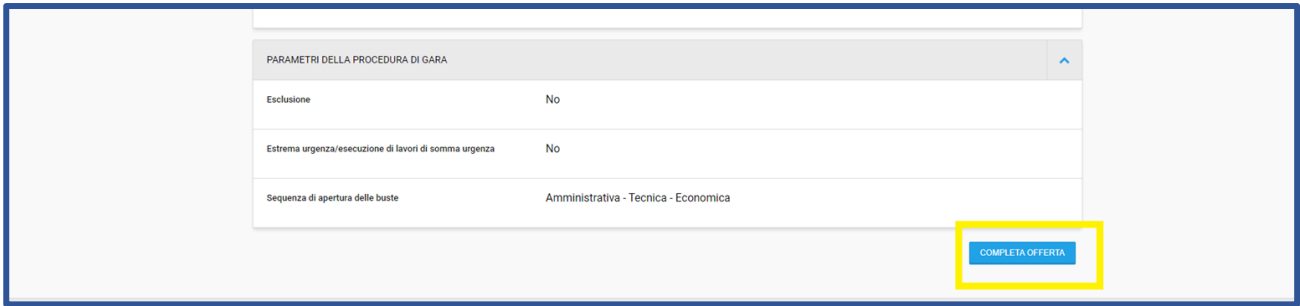 PARAMETRI DELLA PROCEDURA DI GARA
Esclusione No
Estrema urgenza/esecuzione di lavori di somma urgenza No
Sequenza di apertura delle buste Amministrativa - Tecnica - Economica
COMPLETA OFFERTA